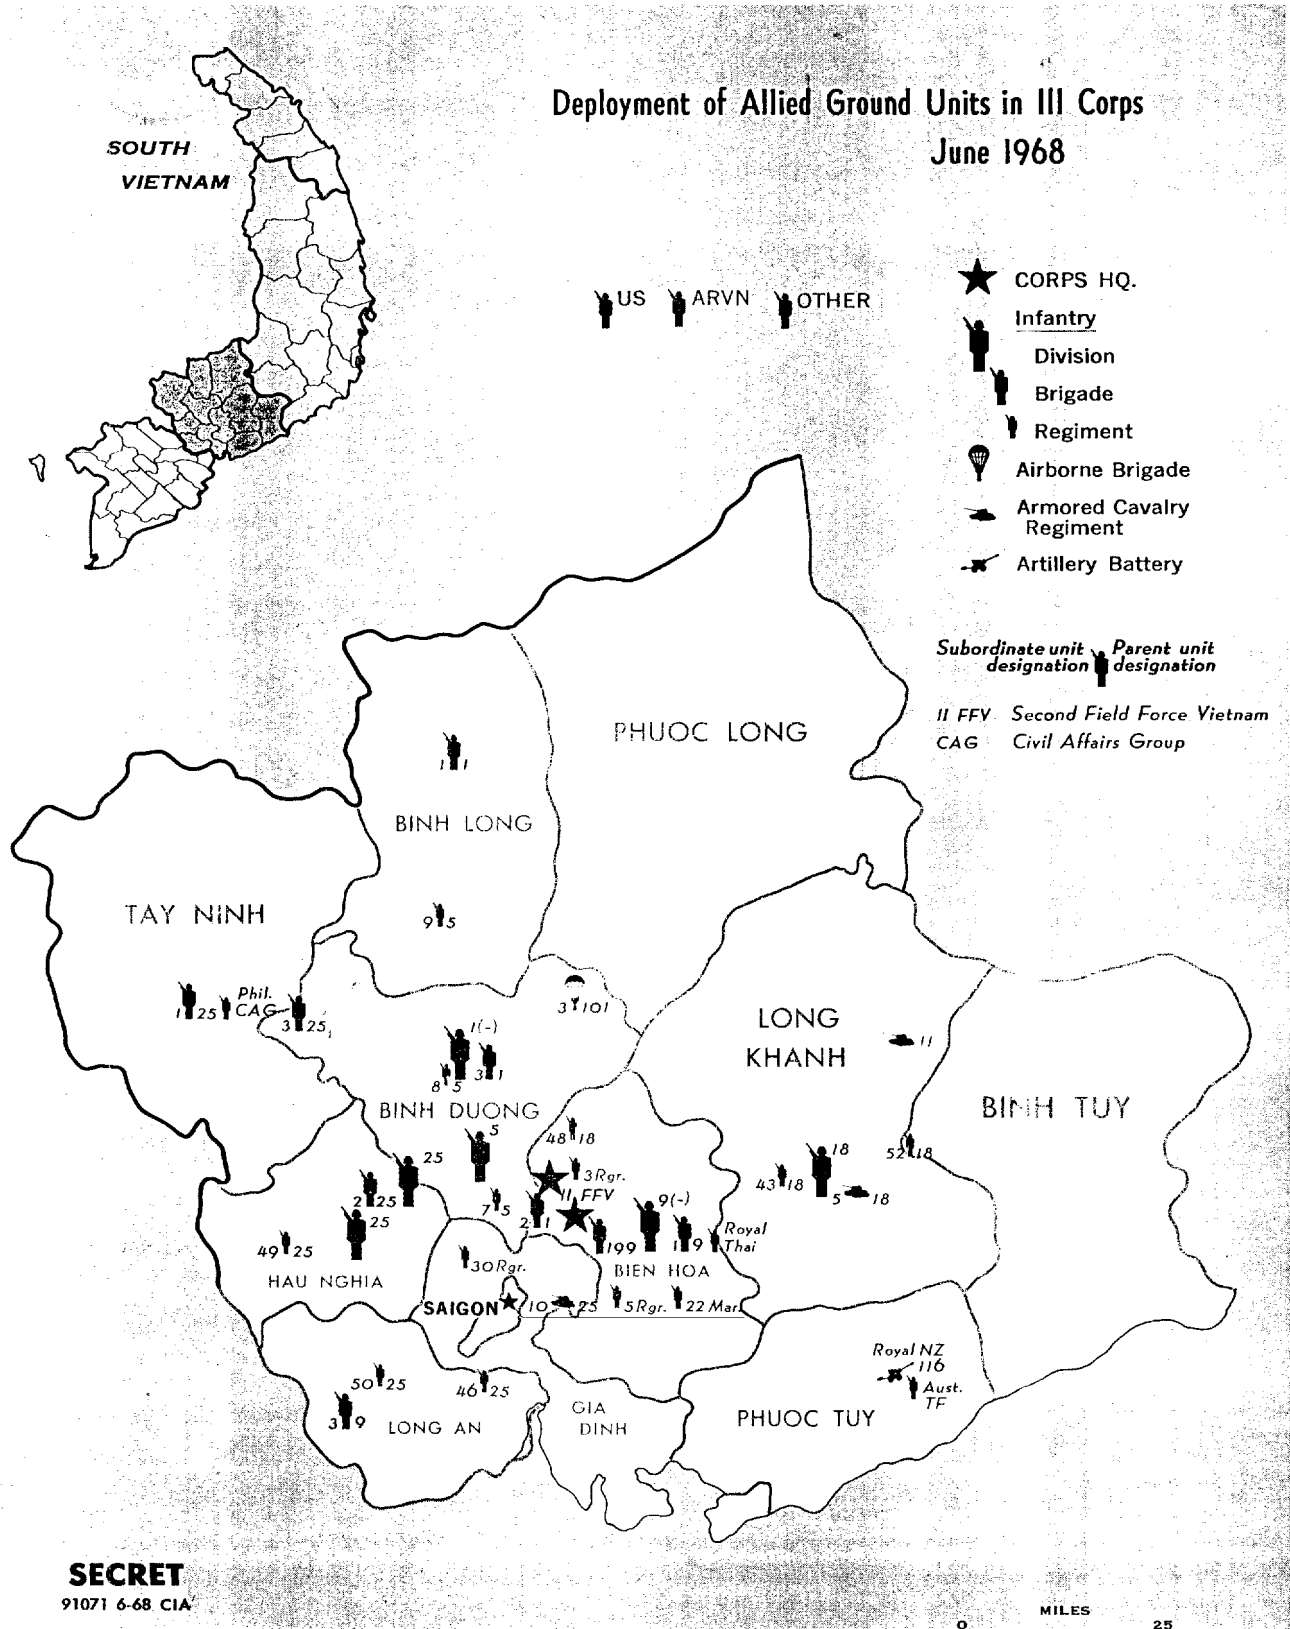 Deployment of Allied Ground Units in III Corps
June 1968
SOUTH
VIETNAM
US
ARVN
OTHER
CORPS HQ.
Infantry
Division
Brigade
Regiment
Airborne Brigade
Armored Cavalry
Regiment
Artillery Battery
Subordinate unit
designation
Parent unit
designation
II FFV Second Field Force Vietnam
CAG Civil Affairs Group
PHUOC LONG
1 1
BINH LONG
9 5
TAY NINH
1 25
Phil.
CAG
3 25
3 101
LONG
KHANH
11
1(-)
8 5
3 1
BINH DUONG
BINH TUY
5
48 18
3 Rgr.
52 18
18
43 18
5 18
25
2 25
II FFV
7 5
2 1
9(-)
25
199
1 9
Royal
Thai
49 25
30 Rgr.
BIEN HOA
HAU NGHIA
SAIGON
10 25
5 Rgr.
22 Mar.
Royal NZ
116
Aust.
TF
50 25
46 25
3 9
LONG AN
GIA
DINH
PHUOC TUY
SECRET
91071 6-68 CIA
MILES
0 25